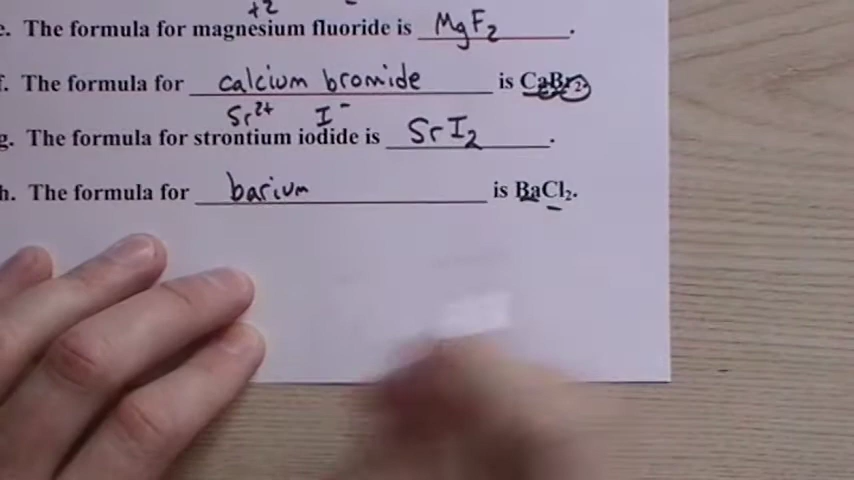 +2 -
e. The formula for magnesium fluoride is MgF2.
f. The formula for calcium bromide is CaBr2.
Sr2+ I-
g. The formula for strontium iodide is SrI2.
h. The formula for barium is BaCl2.